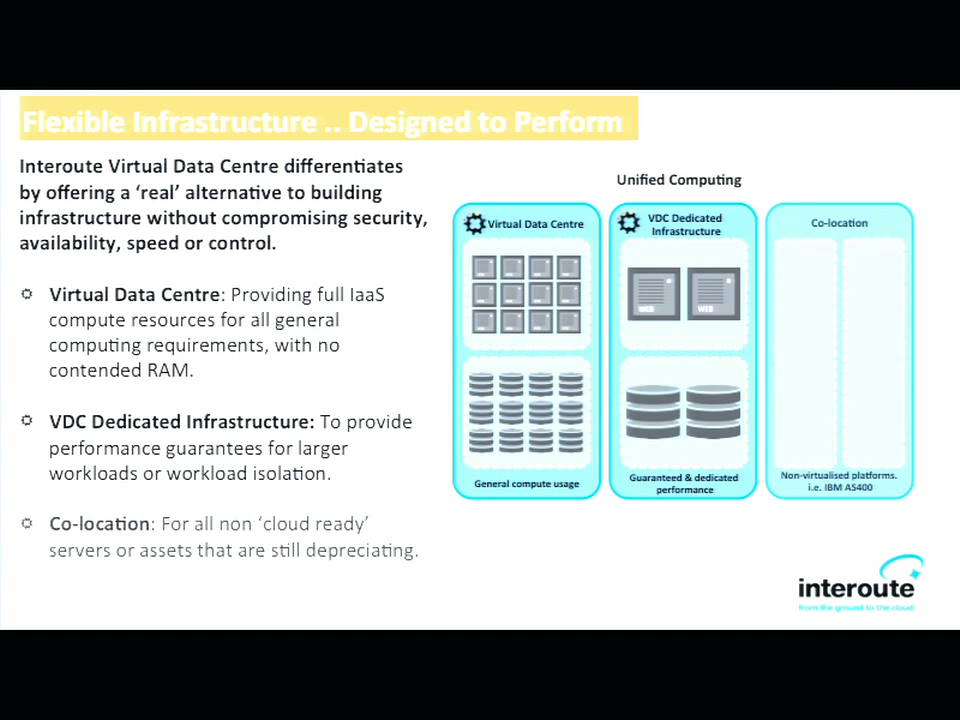 Flexible Infrastructure .. Designed to Perform
Interoute Virtual Data Centre differentiates
by offering a ‘real’ alternative to building
infrastructure without compromising security,
availability, speed or control.
Virtual Data Centre: Providing full IaaS
compute resources for all general
computing requirements, with no
contended RAM.
VDC Dedicated Infrastructure: To provide
performance guarantees for larger
workloads or workload isolation.
Co-location: For all non ‘cloud ready’
servers or assets that are still depreciating.
Unified Computing
Virtual Data Centre
General compute usage
VDC Dedicated
Infrastructure
WEB
WEB
Guaranteed & dedicated
performance
Co-location
Non-virtualised platforms.
i.e. IBM AS400
interoute
from the ground to the cloud